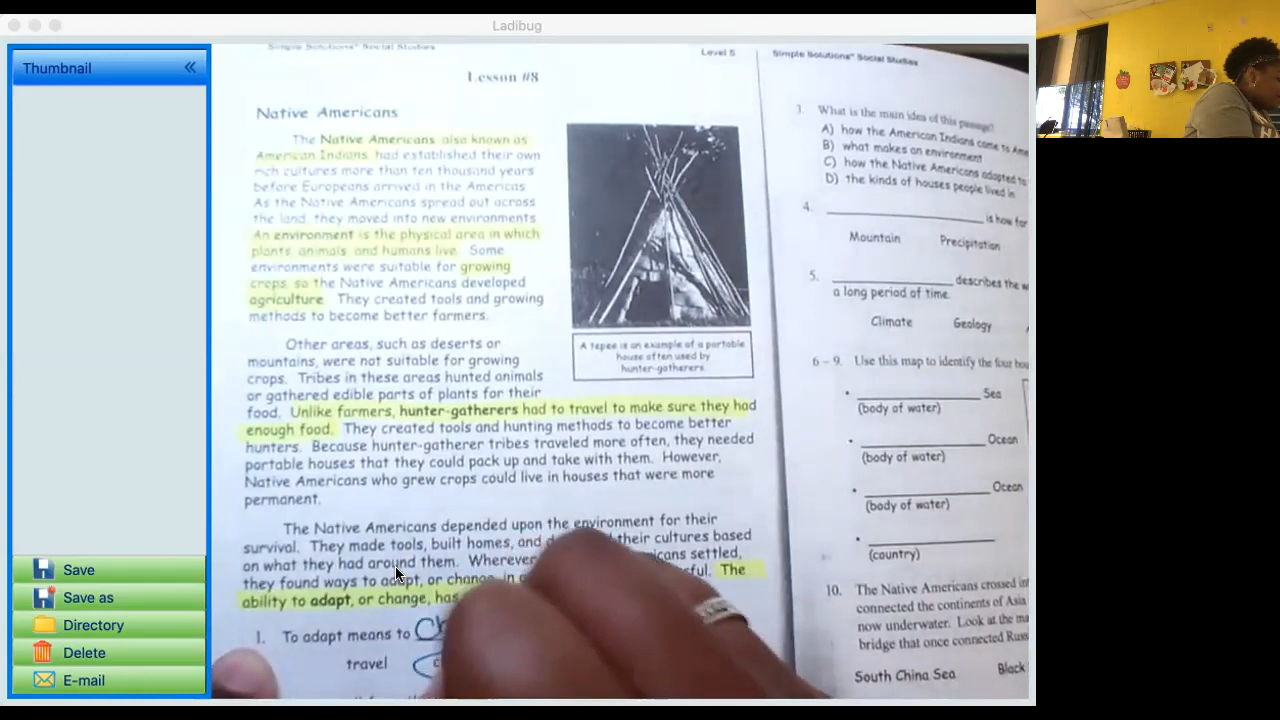 Ladibug
Thumbnail
Save
Save as
Directory
Delete
E-mail
Simple Solutions™ Social Studies
Level 5
Lesson #8
Native Americans
The Native Americans also known as
American Indians, had established their own
rich cultures more than ten thousand years
before Europeans arrived in the Americas
As the Native Americans spread out across
the land, they moved into new environments
An environment is the physical area in which
plants, animals, and humans live. Some
environments were suitable for growing
crops, so the Native Americans developed
agriculture. They created tools and growing
methods to become better farmers.
A tepee is an example of a portable
house often used by
hunter-gatherers.
Other areas, such as deserts or
mountains, were not suitable for growing
crops. Tribes in these areas hunted animals
or gathered edible parts of plants for their
food. Unlike farmers, hunter-gatherers had to travel to make sure they had
enough food. They created tools and hunting methods to become better
hunters. Because hunter-gatherer tribes traveled more often, they needed
portable houses that they could pack up and take with them. However,
Native Americans who grew crops could live in houses that were more
permanent.
The Native Americans depended upon the environment for their
survival. They made tools, built homes, and their cultures based
on what they had around them. Wherever settled,
they found ways to adapt, or change, in The
ability to adapt, or change, has
1. To adapt means to
travel
Simple Solutions™ Social Studies
3. What is the main idea of this passage?
A) how the American Indians came to
B) what makes an environment
C) how the Native Americans adapted to
D) the kinds of houses people lived in
4. is how
Mountain Precipitation
5. describes the
a long period of time.
Climate Geology
6 – 9. Use this map to identify the four
• Sea
(body of water)
• Ocean
(body of water)
• Ocean
(body of water)
•
(country)
10. The Native Americans crossed
connected the continents of Asia
now underwater. Look at the
bridge that once connected
South China Sea Black